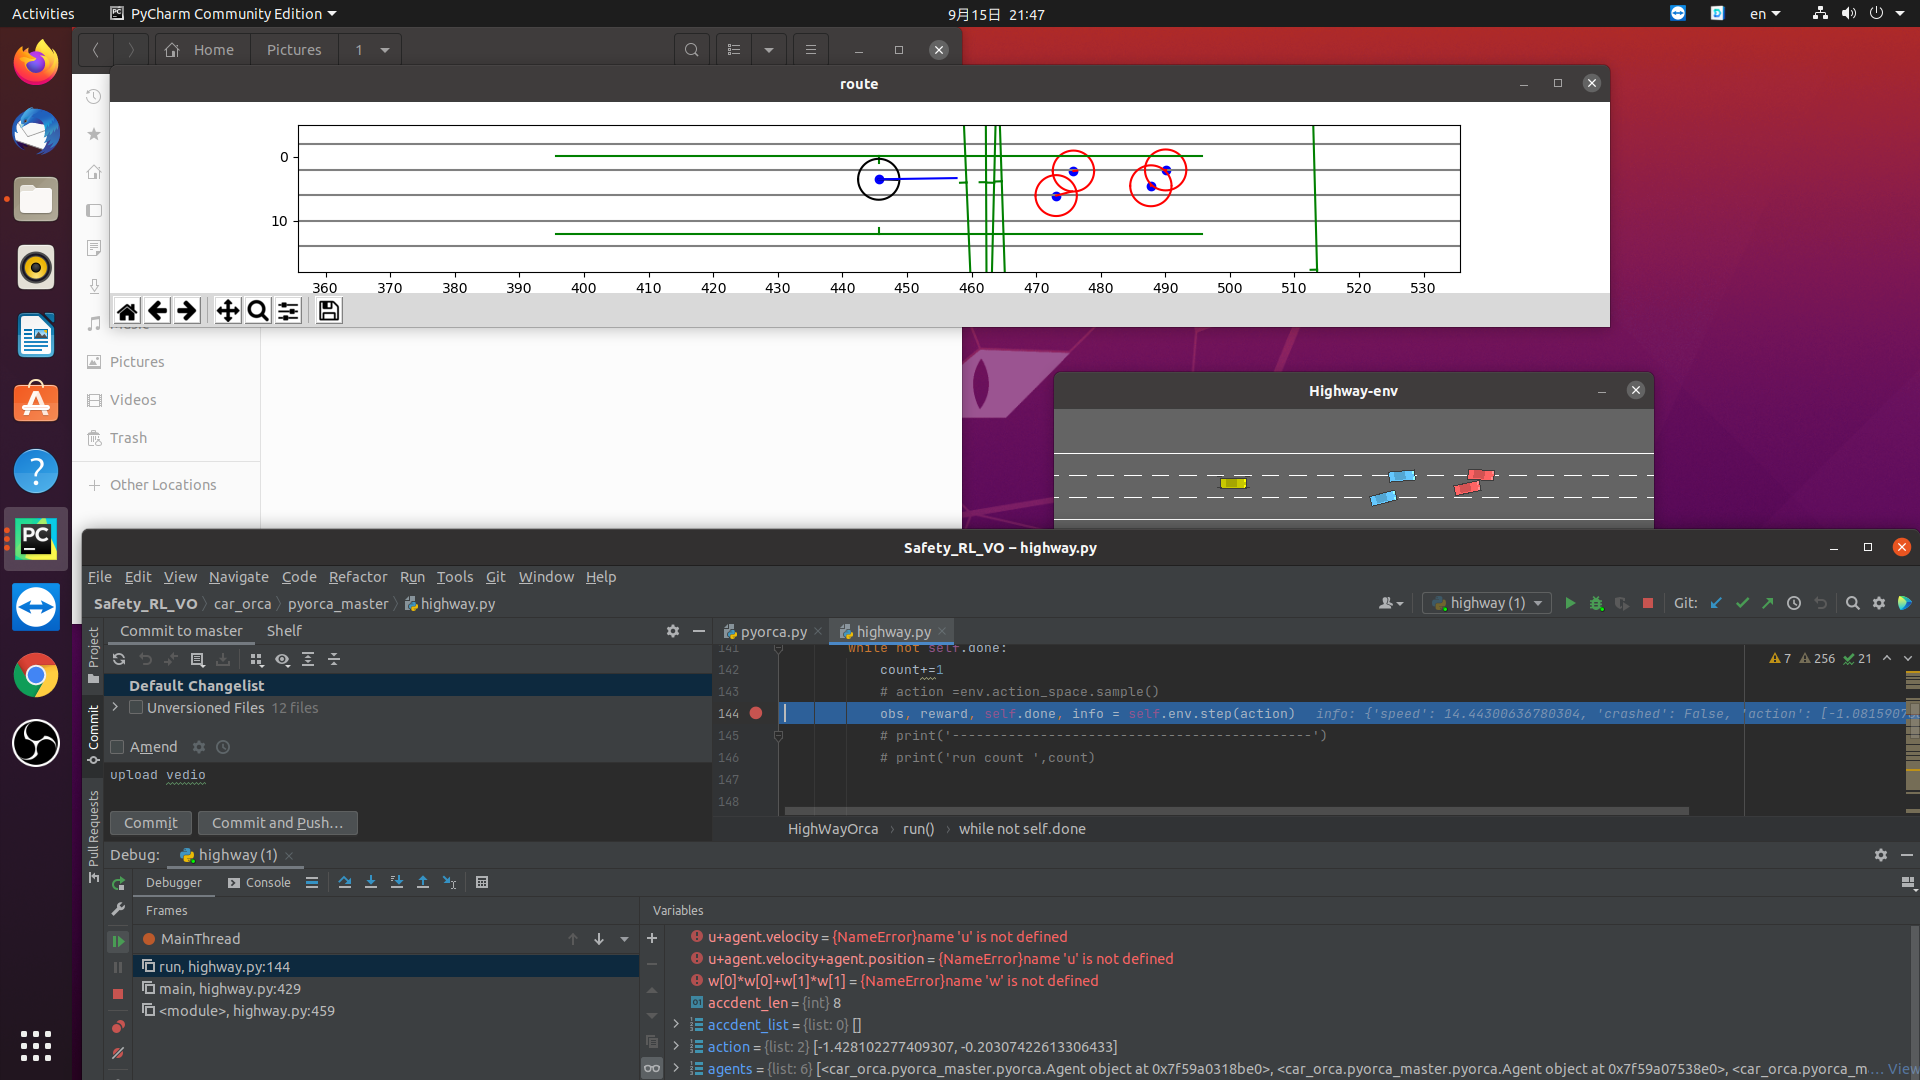 Activities
PyCharm Community Edition
9月15日 21:47
en
Home
Pictures
1
route
0
10
360 370 380 390 400 410 420 430 440 450 460 470 480 490 500 510 520 530
Pictures
Videos
Trash
Other Locations
Highway-env
Safety_RL_VO – highway.py
File Edit View Navigate Code Refactor Run Tools Git Window Help
Safety_RL_VO car_orca pyorca_master highway.py
highway (1)
Git:
Project
Commit
Pull Requests
Commit to master
Shelf
Default Changelist
Unversioned Files 12 files
Amend
upload vedio
Commit
Commit and Push...
pyorca.py
highway.py
7 256 21
141 while not self.done:
142 count+=1
143 # action =env.action_space.sample()
144 obs, reward, self.done, info = self.env.step(action) info: {'speed': 14.44300636780304, 'crashed': False, 'action': [-1.081590
145 # print('--------------------------------------------')
146 # print('run count ',count)
147
148
HighWayOrca run() while not self.done
Debug: highway (1)
Debugger
Console
Frames
Variables
MainThread
run, highway.py:144
main, highway.py:429
<module>, highway.py:459
u+agent.velocity = {NameError}name 'u' is not defined
u+agent.velocity+agent.position = {NameError}name 'u' is not defined
w[0]*w[0]+w[1]*w[1] = {NameError}name 'w' is not defined
accdent_len = {int} 8
accdent_list = {list: 0} []
action = {list: 2} [-1.428102277409307, -0.20307422613306433]
agents = {list: 6} [<car_orca.pyorca_master.pyorca.Agent object at 0x7f59a0318be0>, <car_orca.pyorca_master.pyorca.Agent object at 0x7f59a07538e0>, <car_orca.pyorca_m... View